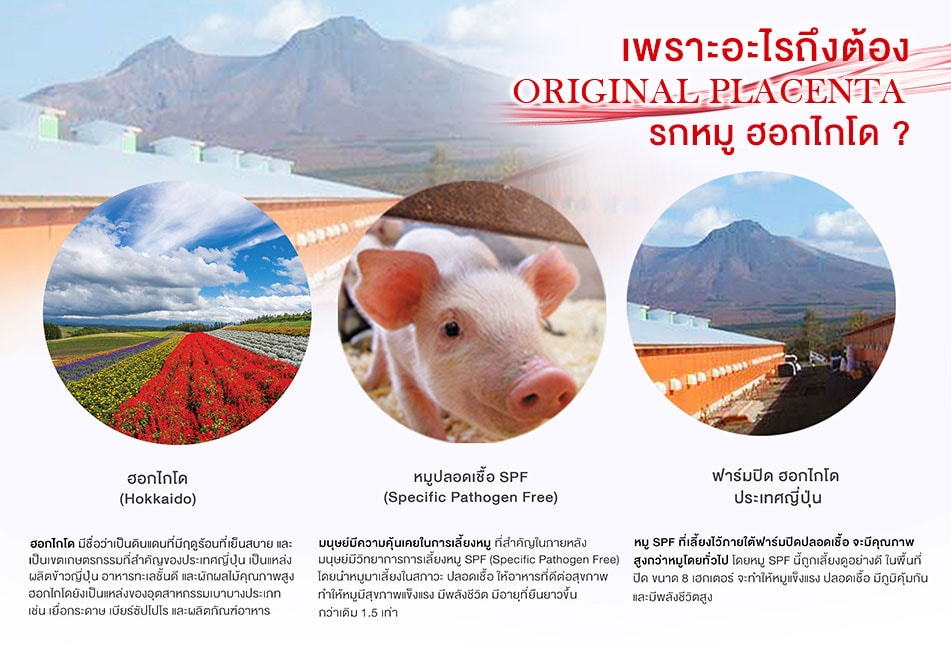 เพราะอะไรถึงต้อง
ORIGINAL PLACENTA
รกหมู ฮอกไกโด ?
ฮอกไกโด
(Hokkaido)
ฮอกไกโด มีชื่อว่าเป็นดินแดนที่มีฤดูร้อนที่เย็นสบาย และ
เป็นเขตเกษตรกรรมที่สำคัญของประเทศญี่ปุ่น เป็นแหล่ง
ผลิตข้าวญี่ปุ่น อาหารทะเลชั้นดี และผักผลไม้คุณภาพสูง
ฮอกไกโดยังเป็นแหล่งของอุตสาหกรรมเบาบางประเภท
เช่น เยื่อกระดาษ เบียร์ซัปโปโร และผลิตภัณฑ์อาหาร
หมูปลอดเชื้อ SPF
(Specific Pathogen Free)
มนุษย์มีความคุ้นเคยในการเลี้ยงหมู ที่สำคัญในภายหลัง
มนุษย์มีวิทยาการการเลี้ยงหมู SPF (Specific Pathogen Free)
โดยนำหมูมาเลี้ยงในสภาวะ ปลอดเชื้อ ให้อาหารที่ดีต่อสุขภาพ
ทำให้หมูมีสุขภาพแข็งแรง มีพลังชีวิต มีอายุที่ยืนยาวขึ้น
กว่าเดิม 1.5 เท่า
ฟาร์มปิด ฮอกไกโด
ประเทศญี่ปุ่น
หมู SPF ที่เลี้ยงไว้ภายใต้ฟาร์มปิดปลอดเชื้อ จะมีคุณภาพ
สูงกว่าหมูโดยทั่วไป โดยหมู SPF นี้ถูกเลี้ยงดูอย่างดี ในพื้นที่
ปิด ขนาด 8 เฮกเตอร์ จะทำให้หมูแข็งแรง ปลอดเชื้อ มีภูมิคุ้มกัน
และมีพลังชีวิตสูง